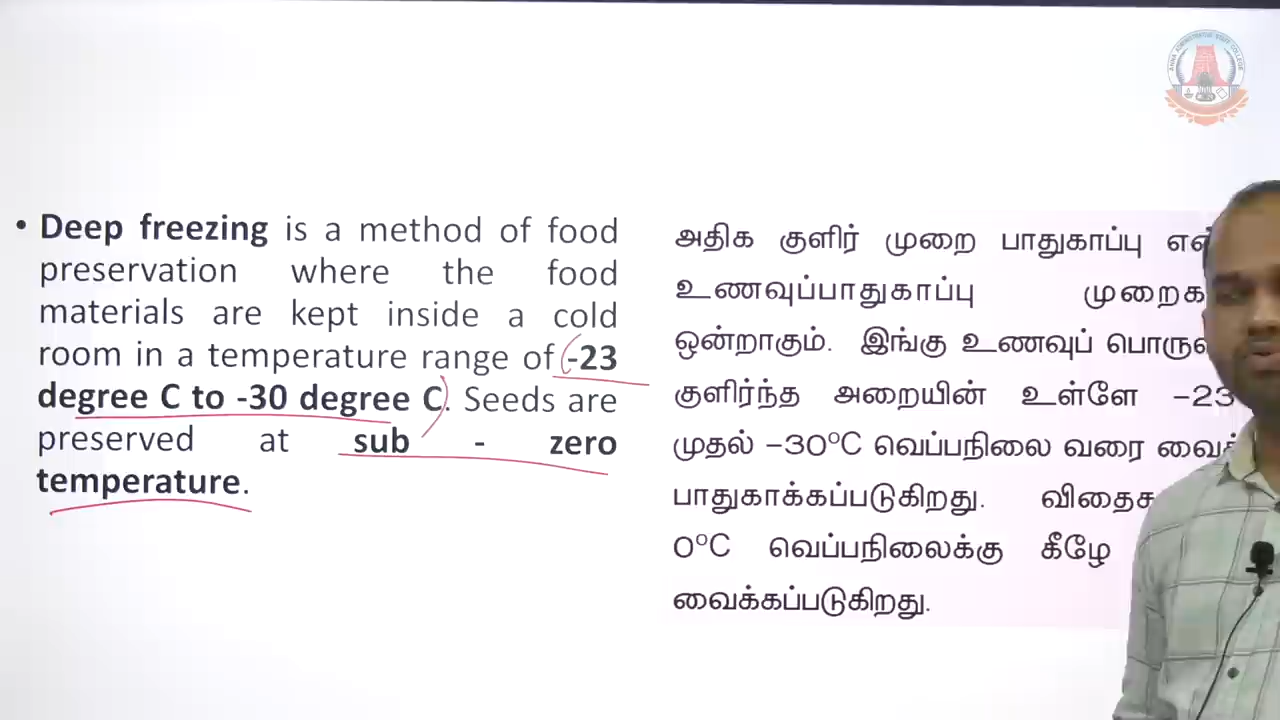 • Deep freezing is a method of food
preservation where the food
materials are kept inside a cold
room in a temperature range of -23
degree C to -30 degree C. Seeds are
preserved at sub - zero
temperature.
அதிக குளிர் முறை பாதுகாப்பு
உணவுப்பாதுகாப்பு
ஒன்றாகும். இங்கு உணவுப்
குளிர்ந்த அறையின் உள்ளே -23
முதல் -30°C வெப்பநிலை வரை
பாதுகாக்கப்படுகிறது.
0°C வெப்பநிலைக்கு கீழே
வைக்கப்படுகிறது.